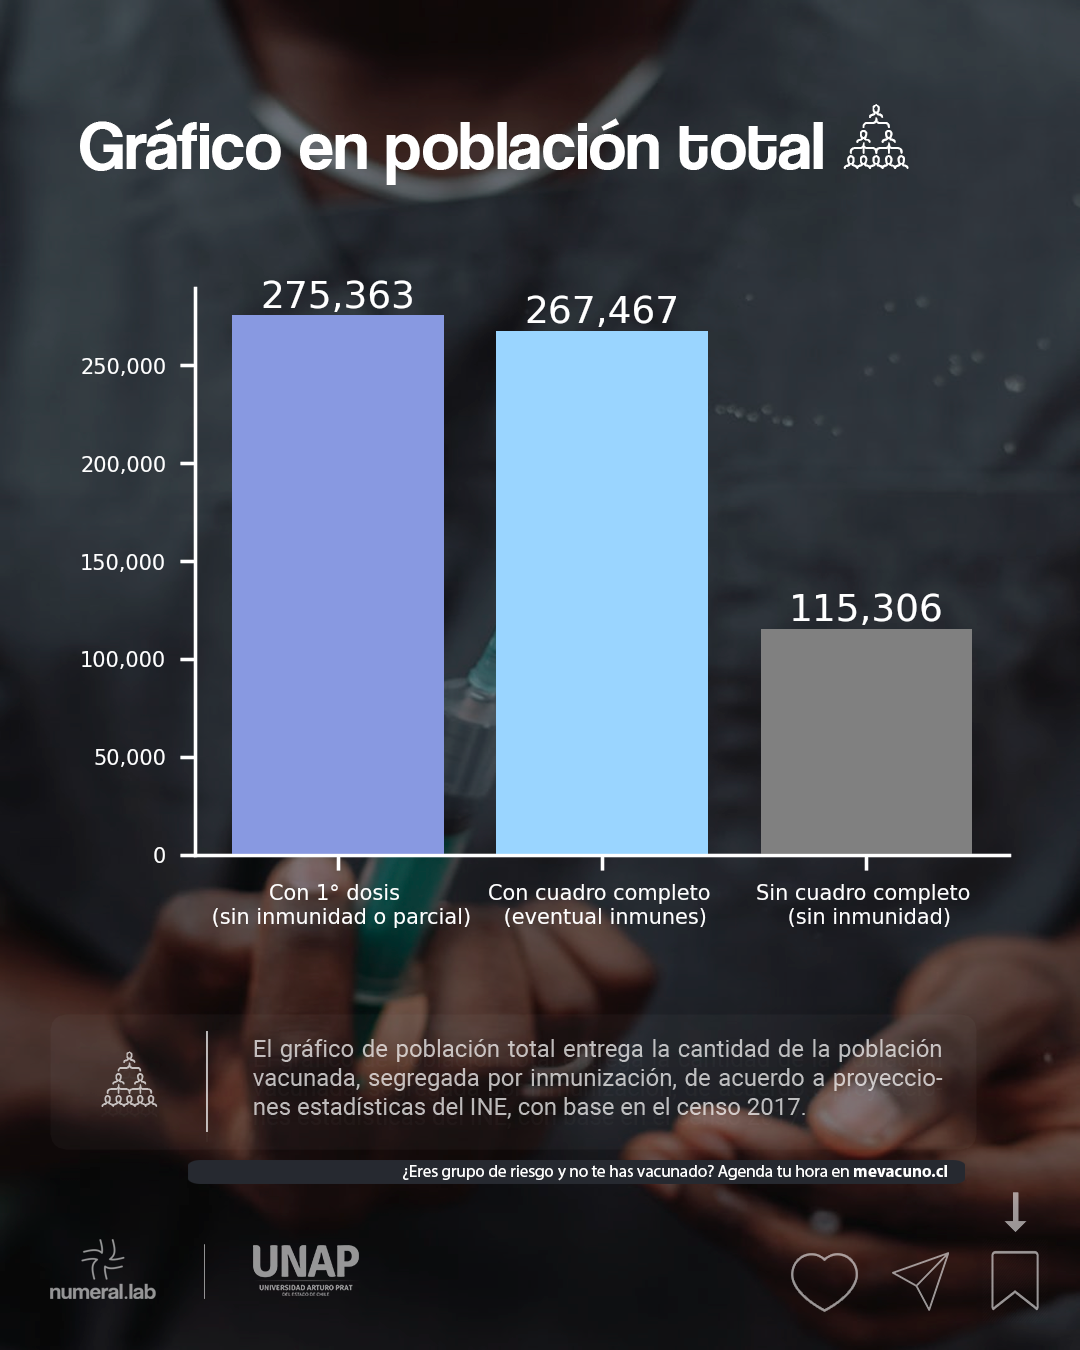 Gráfico en población total
275,363
267,467
115,306
250,000
200,000
150,000
100,000
50,000
0
Con 1° dosis
(sin inmunidad o parcial)
Con cuadro completo
(eventual inmunes)
Sin cuadro completo
(sin inmunidad)
El gráfico de población total entrega la cantidad de la población
vacunada, segregada por inmunización, de acuerdo a proyeccio-
nes estadísticas del INE, con base en el censo 2017.
¿Eres grupo de riesgo y no te has vacunado? Agenda tu hora en mevacuno.cl
numeral.lab
UNAP
UNIVERSIDAD ARTURO PRAT
DEL ESTADO DE CHILE